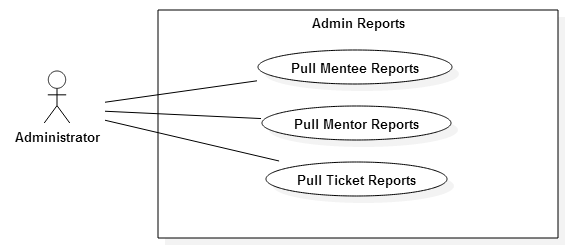 Admin Reports
Pull Mentee Reports
Pull Mentor Reports
Administrator
Pull Ticket Reports